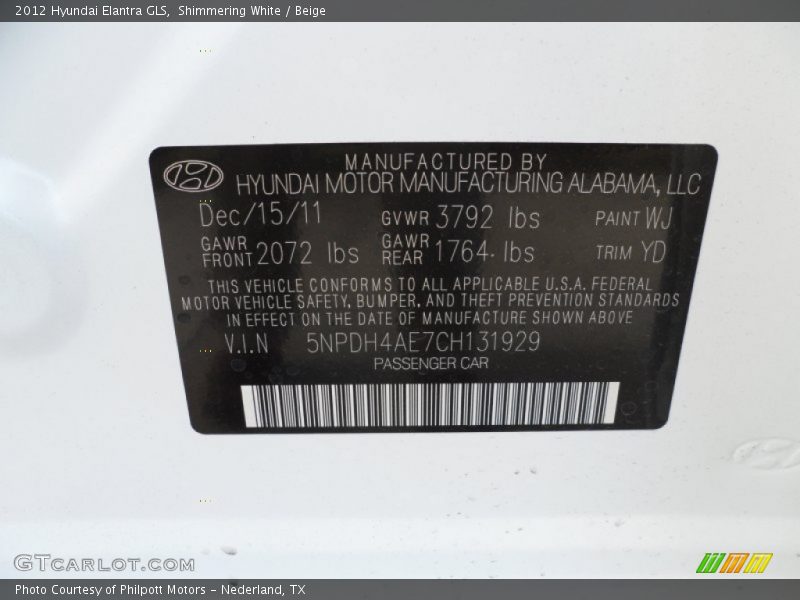 2012 Hyundai Elantra GLS, Shimmering White / Beige
MANUFACTURED BY
HYUNDAI MOTOR MANUFACTURING ALABAMA, LLC
Dec/15/11 GVWR 3792 lbs PAINT WJ
GAWR FRONT 2072 lbs GAWR REAR 1764 lbs TRIM YD
THIS VEHICLE CONFORMS TO ALL APPLICABLE U.S.A. FEDERAL
MOTOR VEHICLE SAFETY, BUMPER, AND THEFT PREVENTION STANDARDS
IN EFFECT ON THE DATE OF MANUFACTURE SHOWN ABOVE
V.I.N 5NPDH4AE7CH131929
PASSENGER CAR
GTCARLOT.COM
Photo Courtesy of Philpott Motors - Nederland, TX